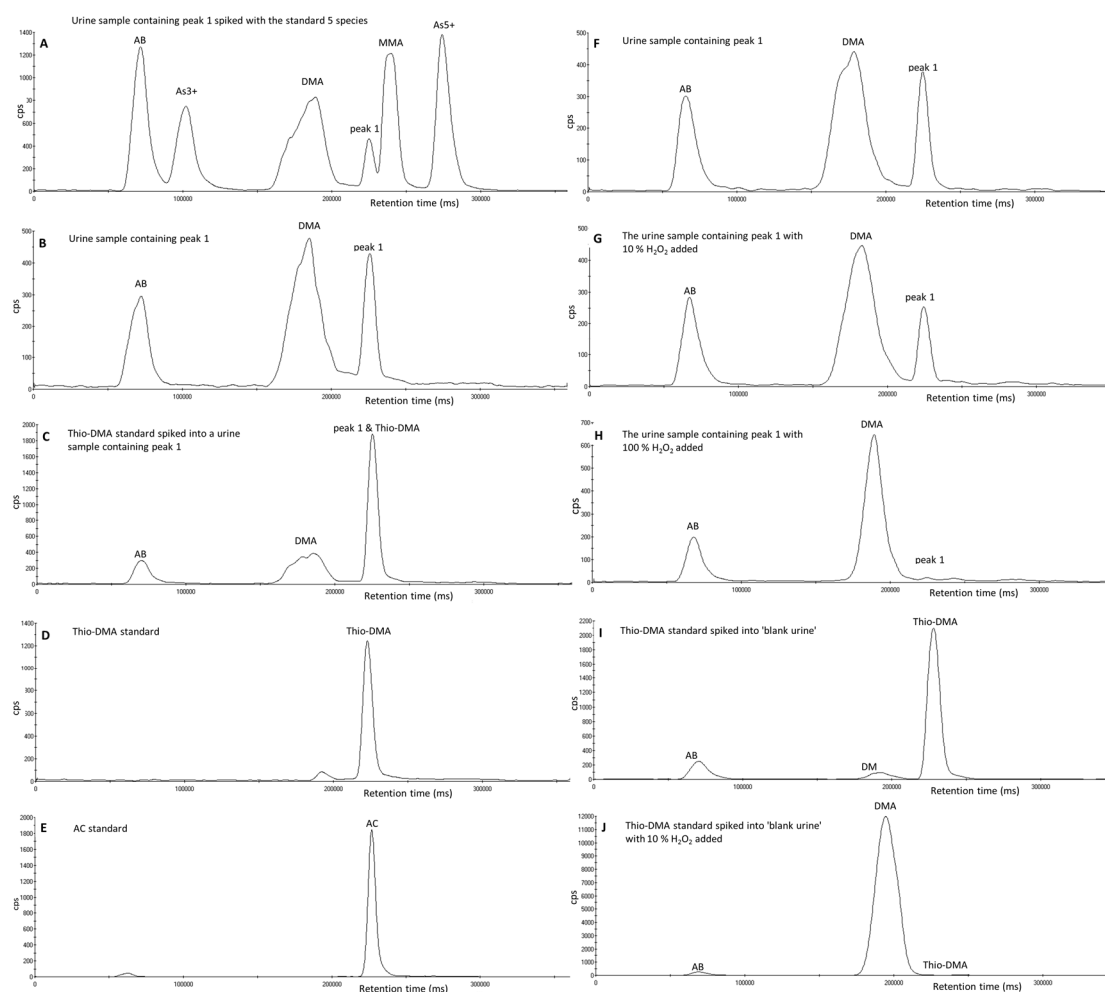 Urine sample containing peak 1 spiked with the standard 5 species
A
AB
As3+
DMA
peak 1
MMA
As5+
cps
1400
1200
1000
800
600
400
200
0
0 100000 200000 300000
Retention time (ms)
B Urine sample containing peak 1
AB
DMA
peak 1
cps
500
400
300
200
100
0
0 100000 200000 300000
Retention time (ms)
C Thio-DMA standard spiked into a urine
sample containing peak 1
AB
DMA
peak 1 & Thio-DMA
cps
2000
1800
1600
1400
1200
1000
800
600
400
200
0
0 100000 200000 300000
Retention time (ms)
D Thio-DMA standard
Thio-DMA
cps
1400
1200
1000
600
400
200
0
0 100000 200000 300000
Retention time (ms)
E AC standard
AC
cps
2000
1800
1600
1400
1200
1000
800
600
400
200
0
0 100000 200000 300000
Retention time (ms)
F Urine sample containing peak 1
AB
DMA
peak 1
cps
500
400
300
200
100
0
0 100000 200000 300000
Retention time (ms)
G The urine sample containing peak 1 with
10 % H₂O₂ added
AB
DMA
peak 1
cps
500
400
300
200
100
0
0 100000 200000 300000
Retention time (ms)
H The urine sample containing peak 1 with
100 % H₂O₂ added
AB
DMA
peak 1
cps
600
500
400
300
200
100
0
0 100000 200000 300000
Retention time (ms)
I Thio-DMA standard spiked into 'blank urine'
AB
DM
Thio-DMA
cps
2200
2000
1800
1600
1400
1200
1000
800
600
400
200
0
0 100000 200000 300000
Retention time (ms)
J Thio-DMA standard spiked into 'blank urine'
with 10 % H₂O₂ added
AB
DMA
Thio-DMA
cps
12000
11000
10000
9000
8000
7000
6000
5000
4000
3000
2000
1000
0
0 100000 200000 300000
Retention time (ms)